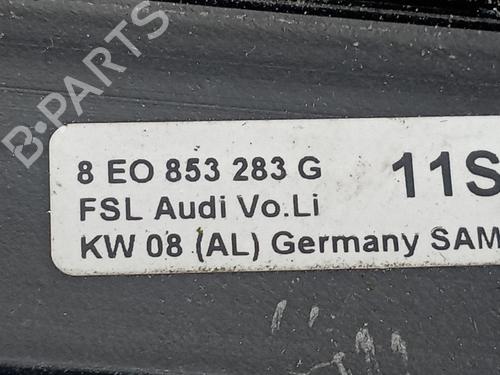 B-PARTS
8 EO 853 283 G 11S
FSL Audi Vo.Li
KW 08 (AL) Germany SAM